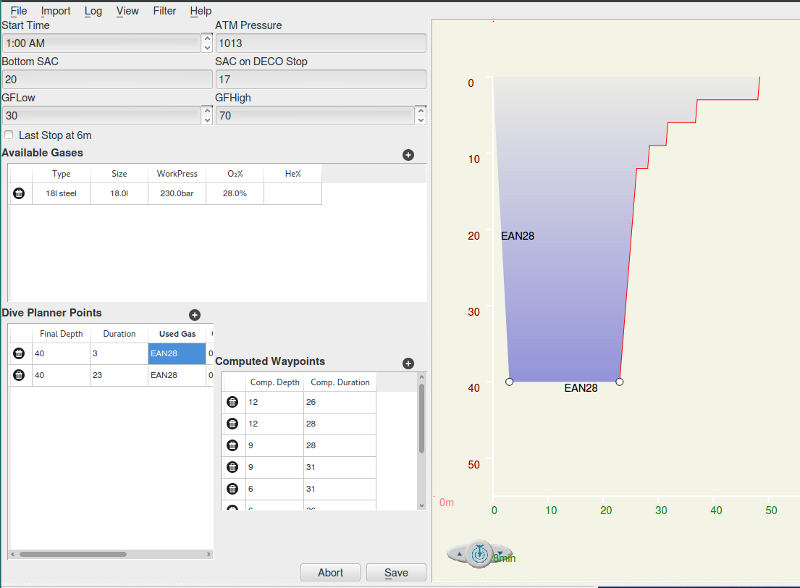 File Import Log View Filter Help
Start Time ATM Pressure
1:00 AM 1013
Bottom SAC SAC on DECO Stop
20 17
GFLow GFHigh
30 70
Last Stop at 6m
Available Gases
Type Size WorkPress O₂% He%
18l steel 18.0l 230.0bar 28.0%
Dive Planner Points
Final Depth Duration Used Gas
40 3 EAN28 0
40 23 EAN28 0
Computed Waypoints
Comp. Depth Comp. Duration
12 26
12 28
9 28
9 31
6 31
Abort Save
0
10
20
30
40
50
EAN28
EAN28
0m
0 10 20 30 40 50
8min